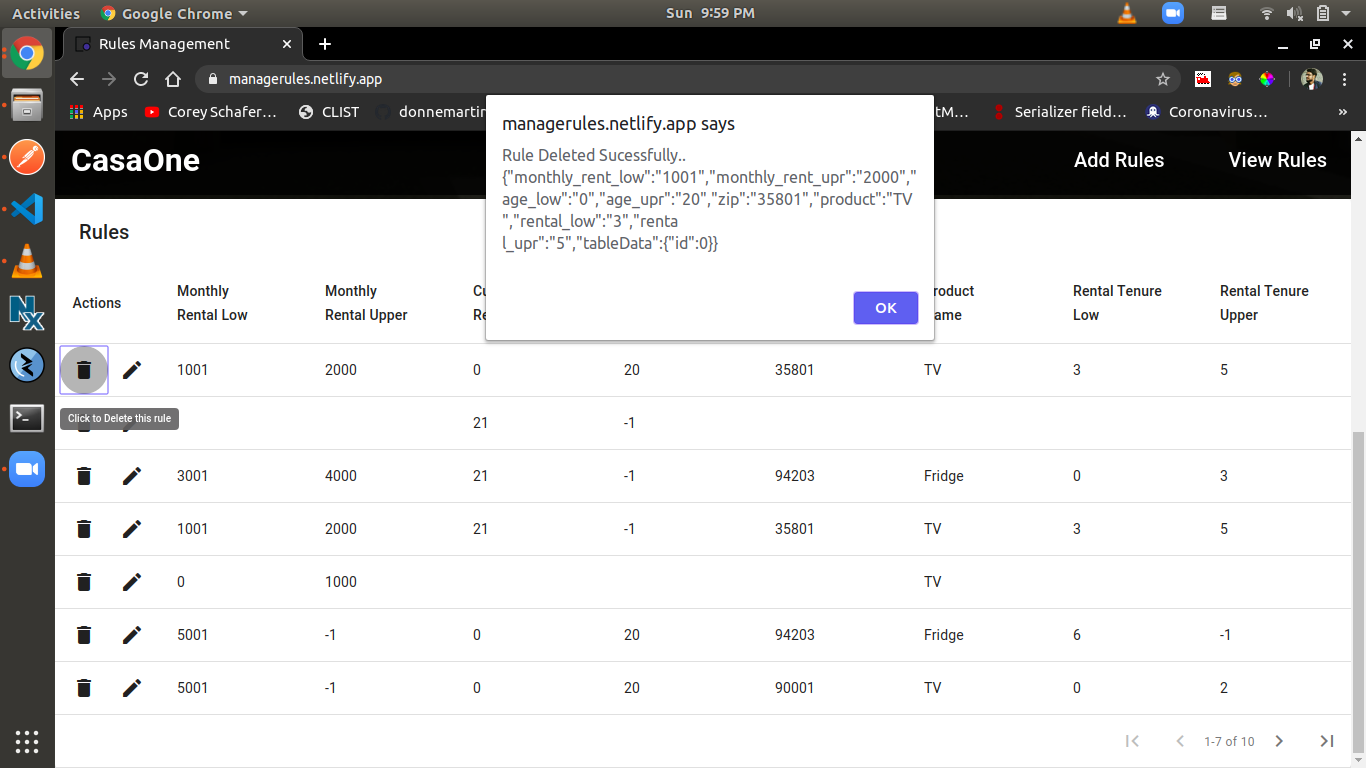 Activities Google Chrome Sun 9:59 PM
Rules Management
managerules.netlify.app
Apps Corey Schafer… CLIST donnemartin tM… Serializer field… Coronavirus… »
managerules.netlify.app says
Rule Deleted Sucessfully..
{"monthly_rent_low":"1001","monthly_rent_upr":"2000","
age_low":"0","age_upr":"20","zip":"35801","product":"TV
","rental_low":"3","renta
l_upr":"5","tableData":{"id":0}}
OK
CasaOne Add Rules View Rules
Rules
Actions
Monthly
Rental Low
Monthly
Rental Upper
Cu
Re
roduct
ame
Rental Tenure
Low
Rental Tenure
Upper
1001 2000 0 20 35801 TV 3 5
Click to Delete this rule
21 -1
3001 4000 21 -1 94203 Fridge 0 3
1001 2000 21 -1 35801 TV 3 5
0 1000 TV
5001 -1 0 20 94203 Fridge 6 -1
5001 -1 0 20 90001 TV 0 2
1-7 of 10